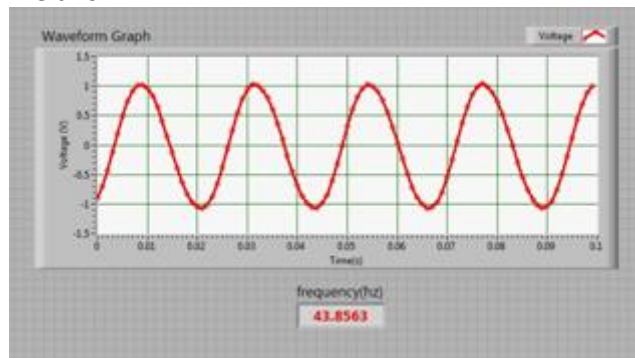 Waveform Graph
Voltage
1.5
1
0.5
0
-0.5
-1
-1.5
Voltage (V)
0 0.01 0.02 0.03 0.04 0.05 0.06 0.07 0.08 0.09 0.1
Time(s)
frequency(hz)
43.8563